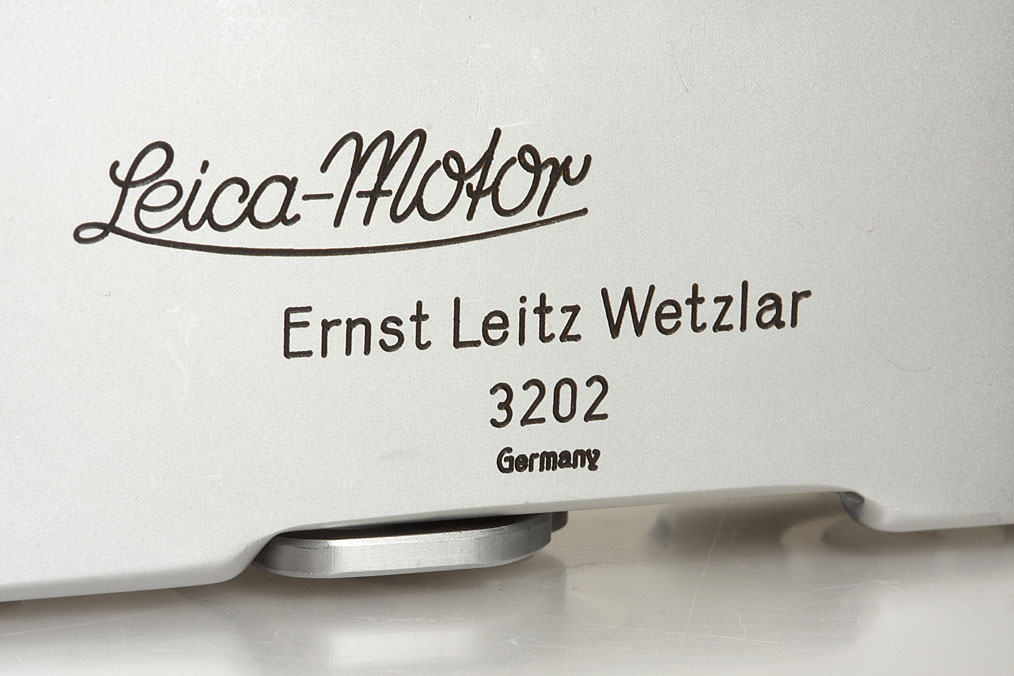 Leica-Motor
Ernst Leitz Wetzlar
3202
Germany